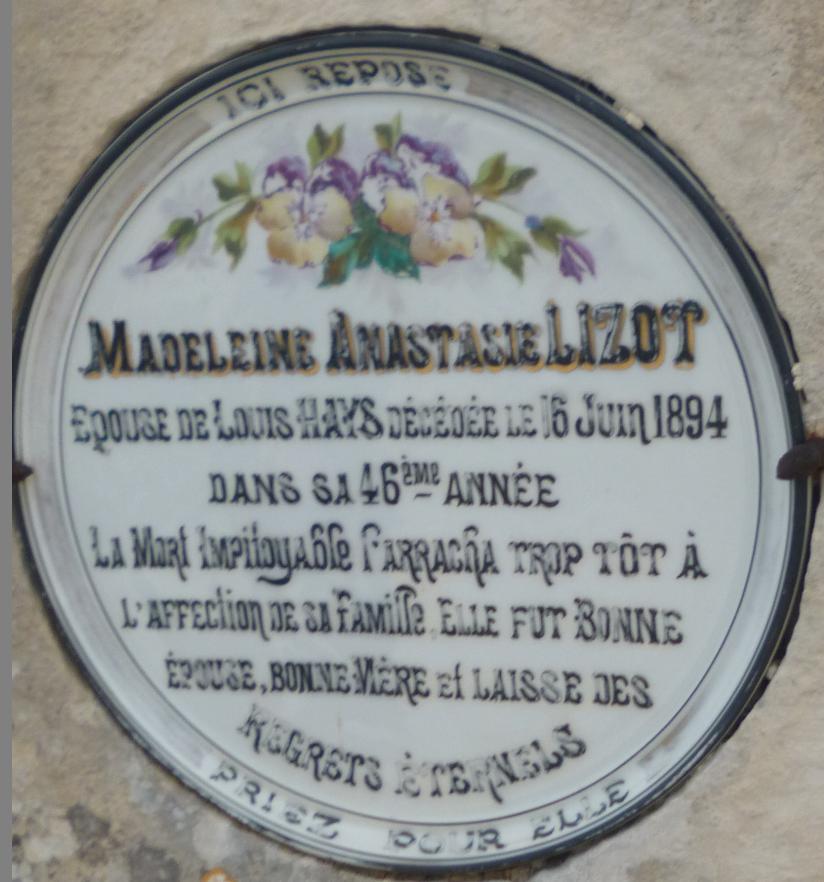 ICI REPOSE
MADELEINE ANASTASIE LIZOT
EPOUSE DE LOUIS HAYS DÉCÉDÉE LE 16 JUIN 1894
DANS SA 46ÈME ANNÉE
LA MORT IMPITOYABLE L'ARRACHA TROP TÔT À
L'AFFECTION DE SA FAMILLE, ELLE FUT BONNE
ÉPOUSE, BONNE MÈRE ET LAISSE DES
REGRETS ÉTERNELS
PRIEZ POUR ELLE